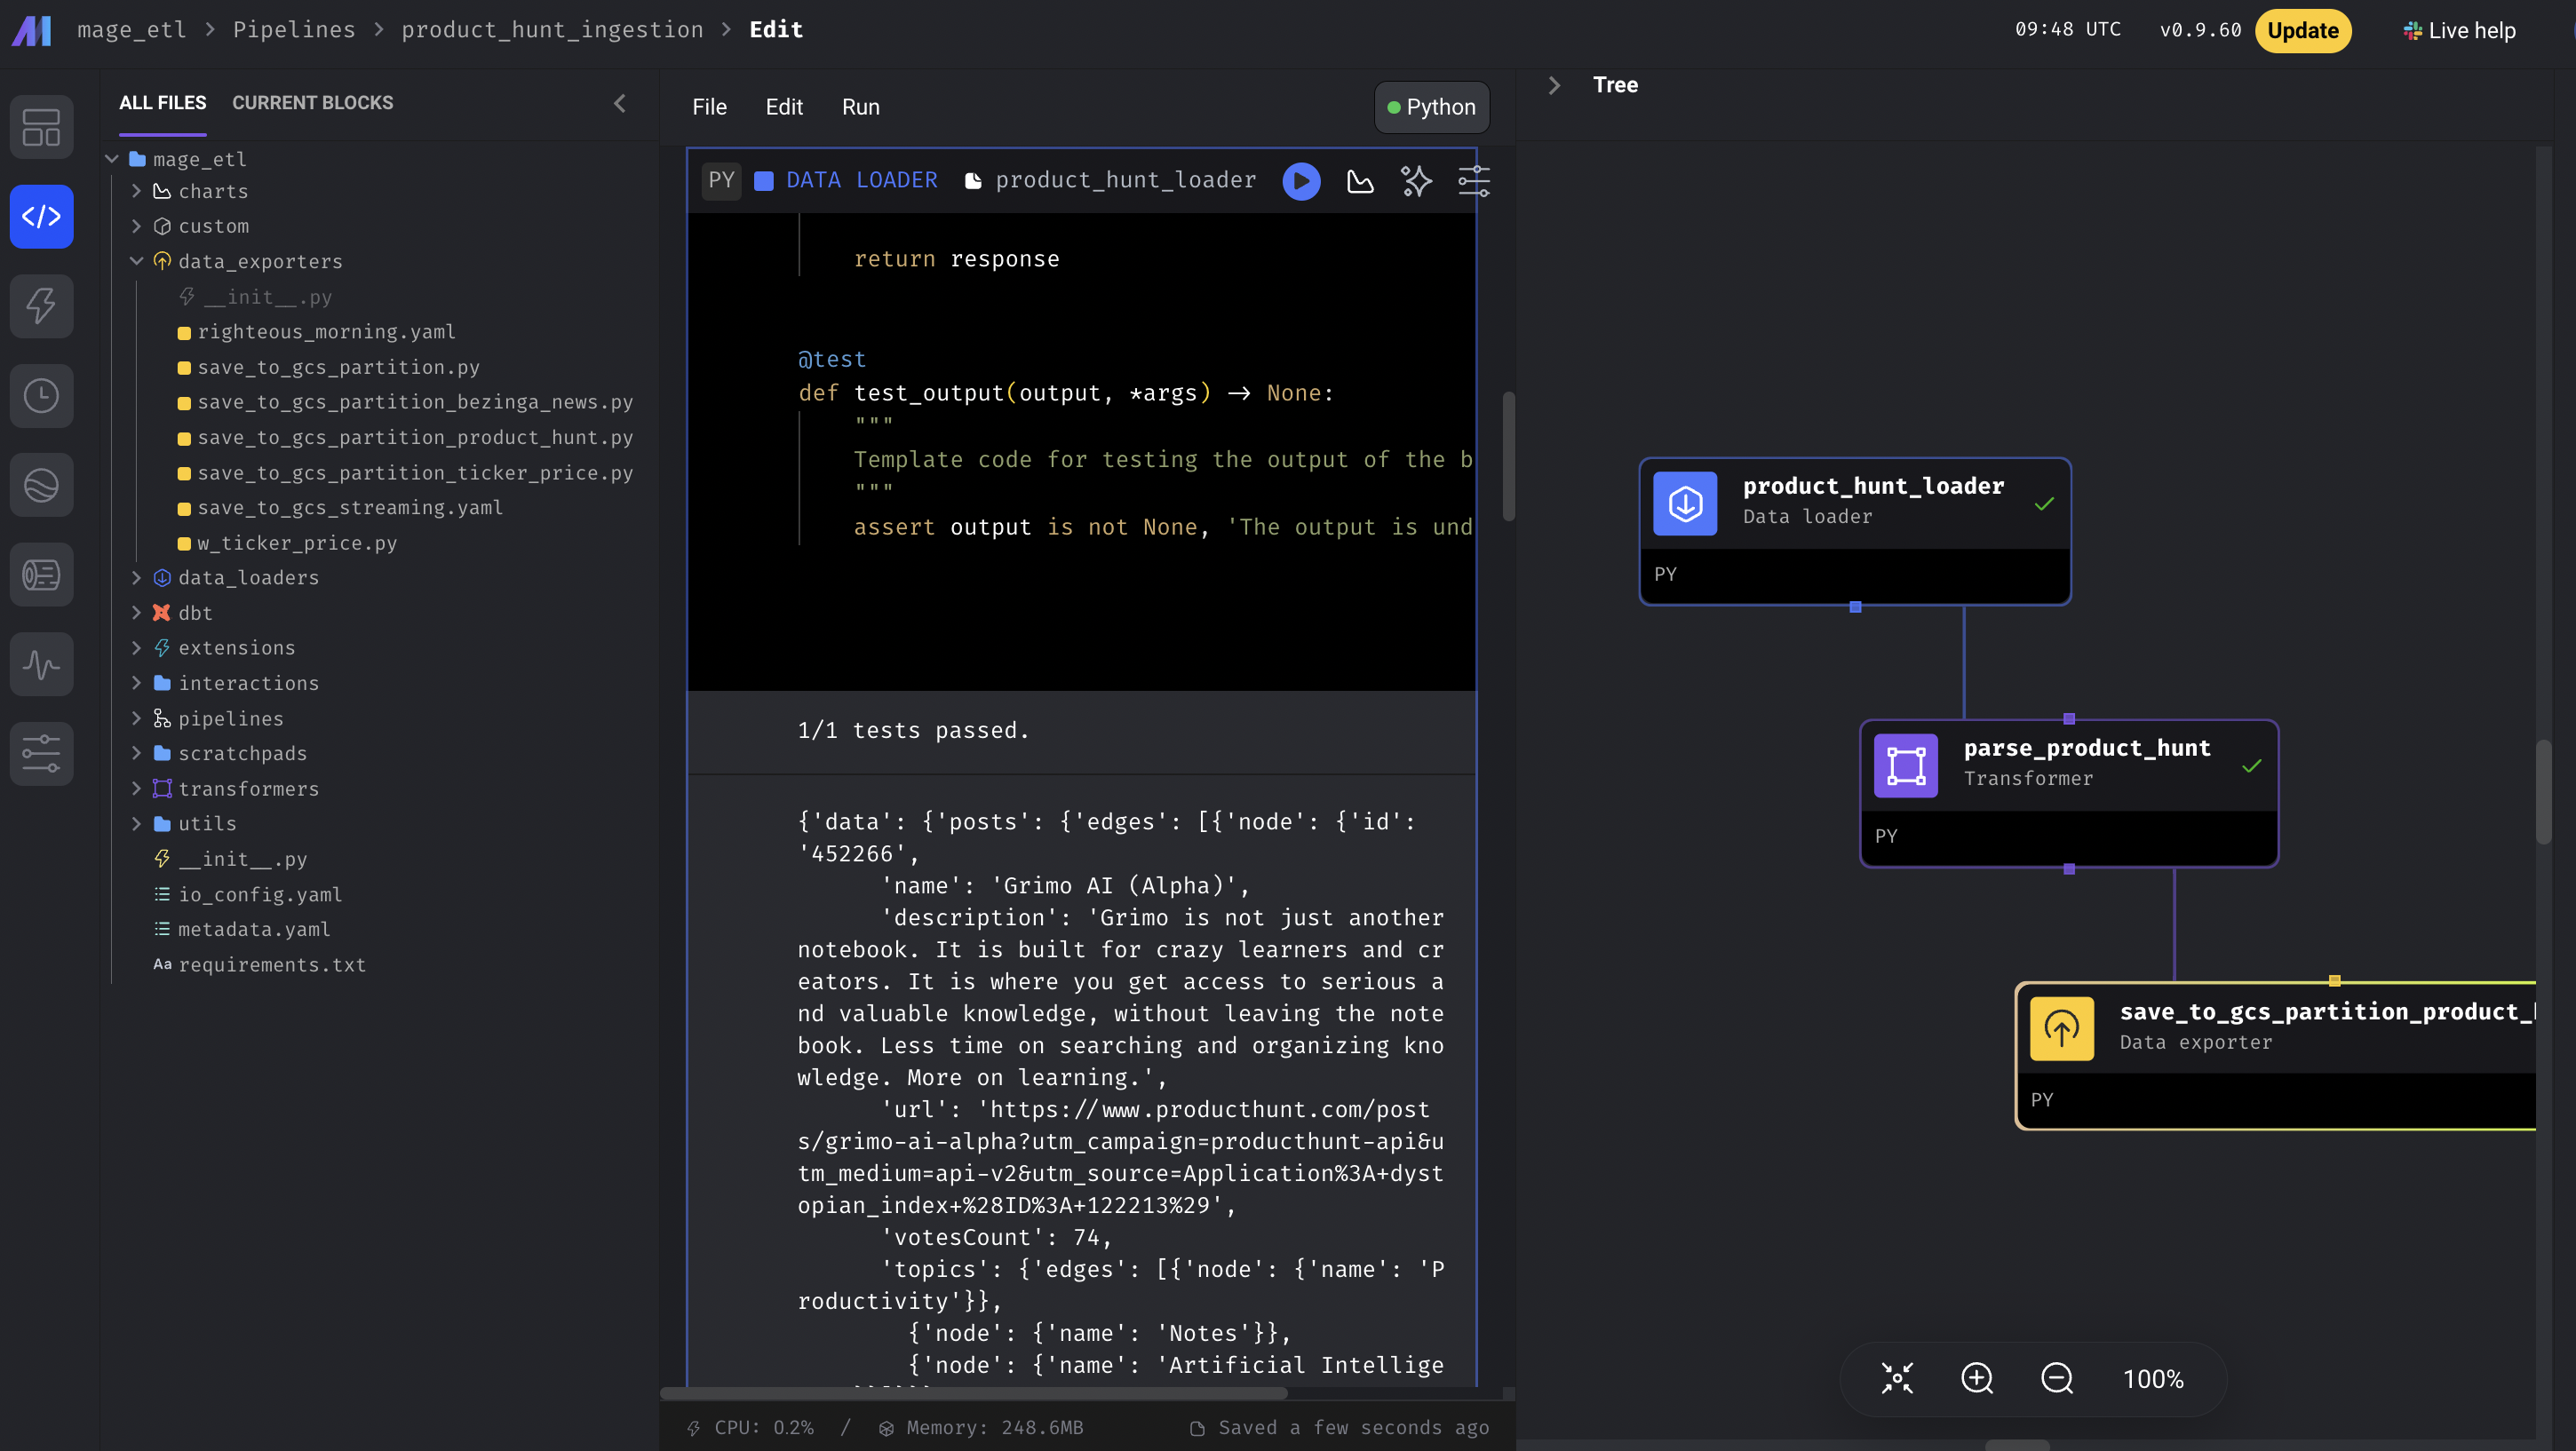 mage_etl > Pipelines > product_hunt_ingestion > Edit
09:48 UTC
v0.9.60
Update
Live help
ALL FILES
CURRENT BLOCKS
mage_etl
charts
custom
data_exporters
__init__.py
righteous_morning.yaml
save_to_gcs_partition.py
save_to_gcs_partition_bezinga_news.py
save_to_gcs_partition_product_hunt.py
save_to_gcs_partition_ticker_price.py
save_to_gcs_streaming.yaml
w_ticker_price.py
data_loaders
dbt
extensions
interactions
pipelines
scratchpads
transformers
utils
__init__.py
io_config.yaml
metadata.yaml
Aa requirements.txt
File
Edit
Run
Python
PY
DATA LOADER
product_hunt_loader
return response
@test
def test_output(output, *args) -> None:
"""
Template code for testing the output of the b
"""
assert output is not None, 'The output is und
1/1 tests passed.
{'data': {'posts': {'edges': [{'node': {'id':
'452266',
'name': 'Grimo AI (Alpha)',
'description': 'Grimo is not just another
notebook. It is built for crazy learners and cr
eators. It is where you get access to serious a
nd valuable knowledge, without leaving the note
book. Less time on searching and organizing kno
wledge. More on learning.',
'url': 'https://www.producthunt.com/post
s/grimo-ai-alpha?utm_campaign=producthunt-api&u
tm_medium=api-v2&utm_source=Application%3A+dyst
opian_index+%28ID%3A+122213%29',
'votesCount': 74,
'topics': {'edges': [{'node': {'name': 'P
roductivity'}},
{'node': {'name': 'Notes'}},
{'node': {'name': 'Artificial Intellige
CPU: 0.2% / Memory: 248.6MB
Saved a few seconds ago
Tree
product_hunt_loader
Data loader
PY
parse_product_hunt
Transformer
PY
save_to_gcs_partition_product_
Data exporter
PY
100%